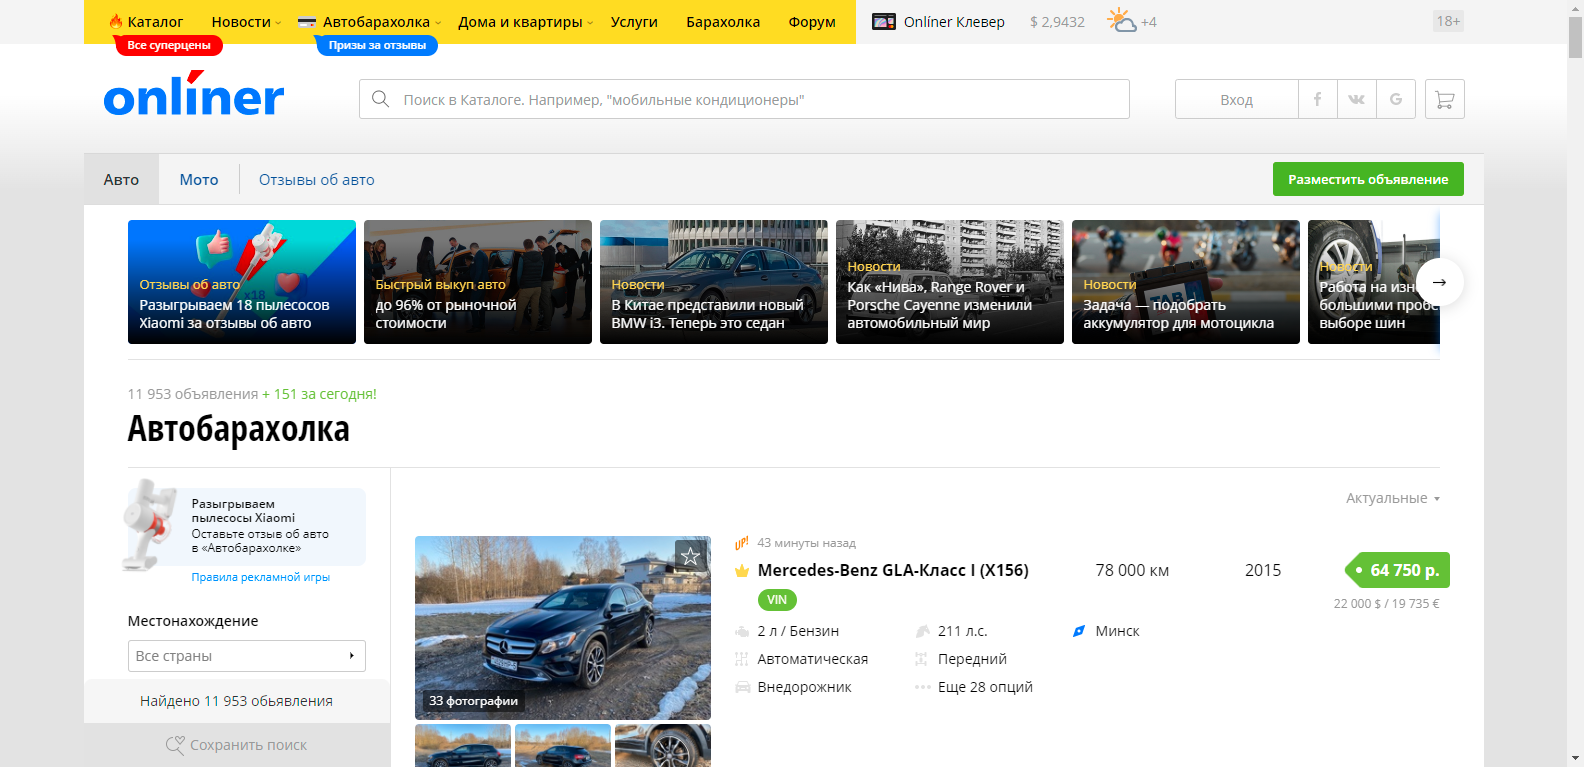 Каталог Новости Автобарахолка Дома и квартиры Услуги Барахолка Форум Onlíner Клевер $ 2,9432 +4 18+
Все суперцены Призы за отзывы
onlíner
Поиск в Каталоге. Например, "мобильные кондиционеры"
Вход
Авто Мото Отзывы об авто Разместить объявление
Отзывы об авто
Разыгрываем 18 пылесосов
Xiaomi за отзывы об авто
Быстрый выкуп авто
до 96% от рыночной
стоимости
Новости
В Китае представили новый
BMW i3. Теперь это седан
Новости
Как «Нива», Range Rover и
Porsche Cayenne изменили
автомобильный мир
Новости
Задача — подобрать
аккумулятор для мотоцикла
TAB
Новости
Работа на изн
большими пробе
выборе шин
x18
11 953 объявления + 151 за сегодня!
Автобарахолка
Разыгрываем
пылесосы Xiaomi
Оставьте отзыв об авто
в «Автобарахолке»
Правила рекламной игры
Местонахождение
Все страны
Найдено 11 953 объявления
Сохранить поиск
Актуальные
33 фотографии
UP! 43 минуты назад
Mercedes-Benz GLA-Класс I (X156) 78 000 км 2015 64 750 р.
VIN 22 000 $ / 19 735 €
2 л / Бензин 211 л.с. Минск
Автоматическая Передний
Внедорожник Еще 28 опций